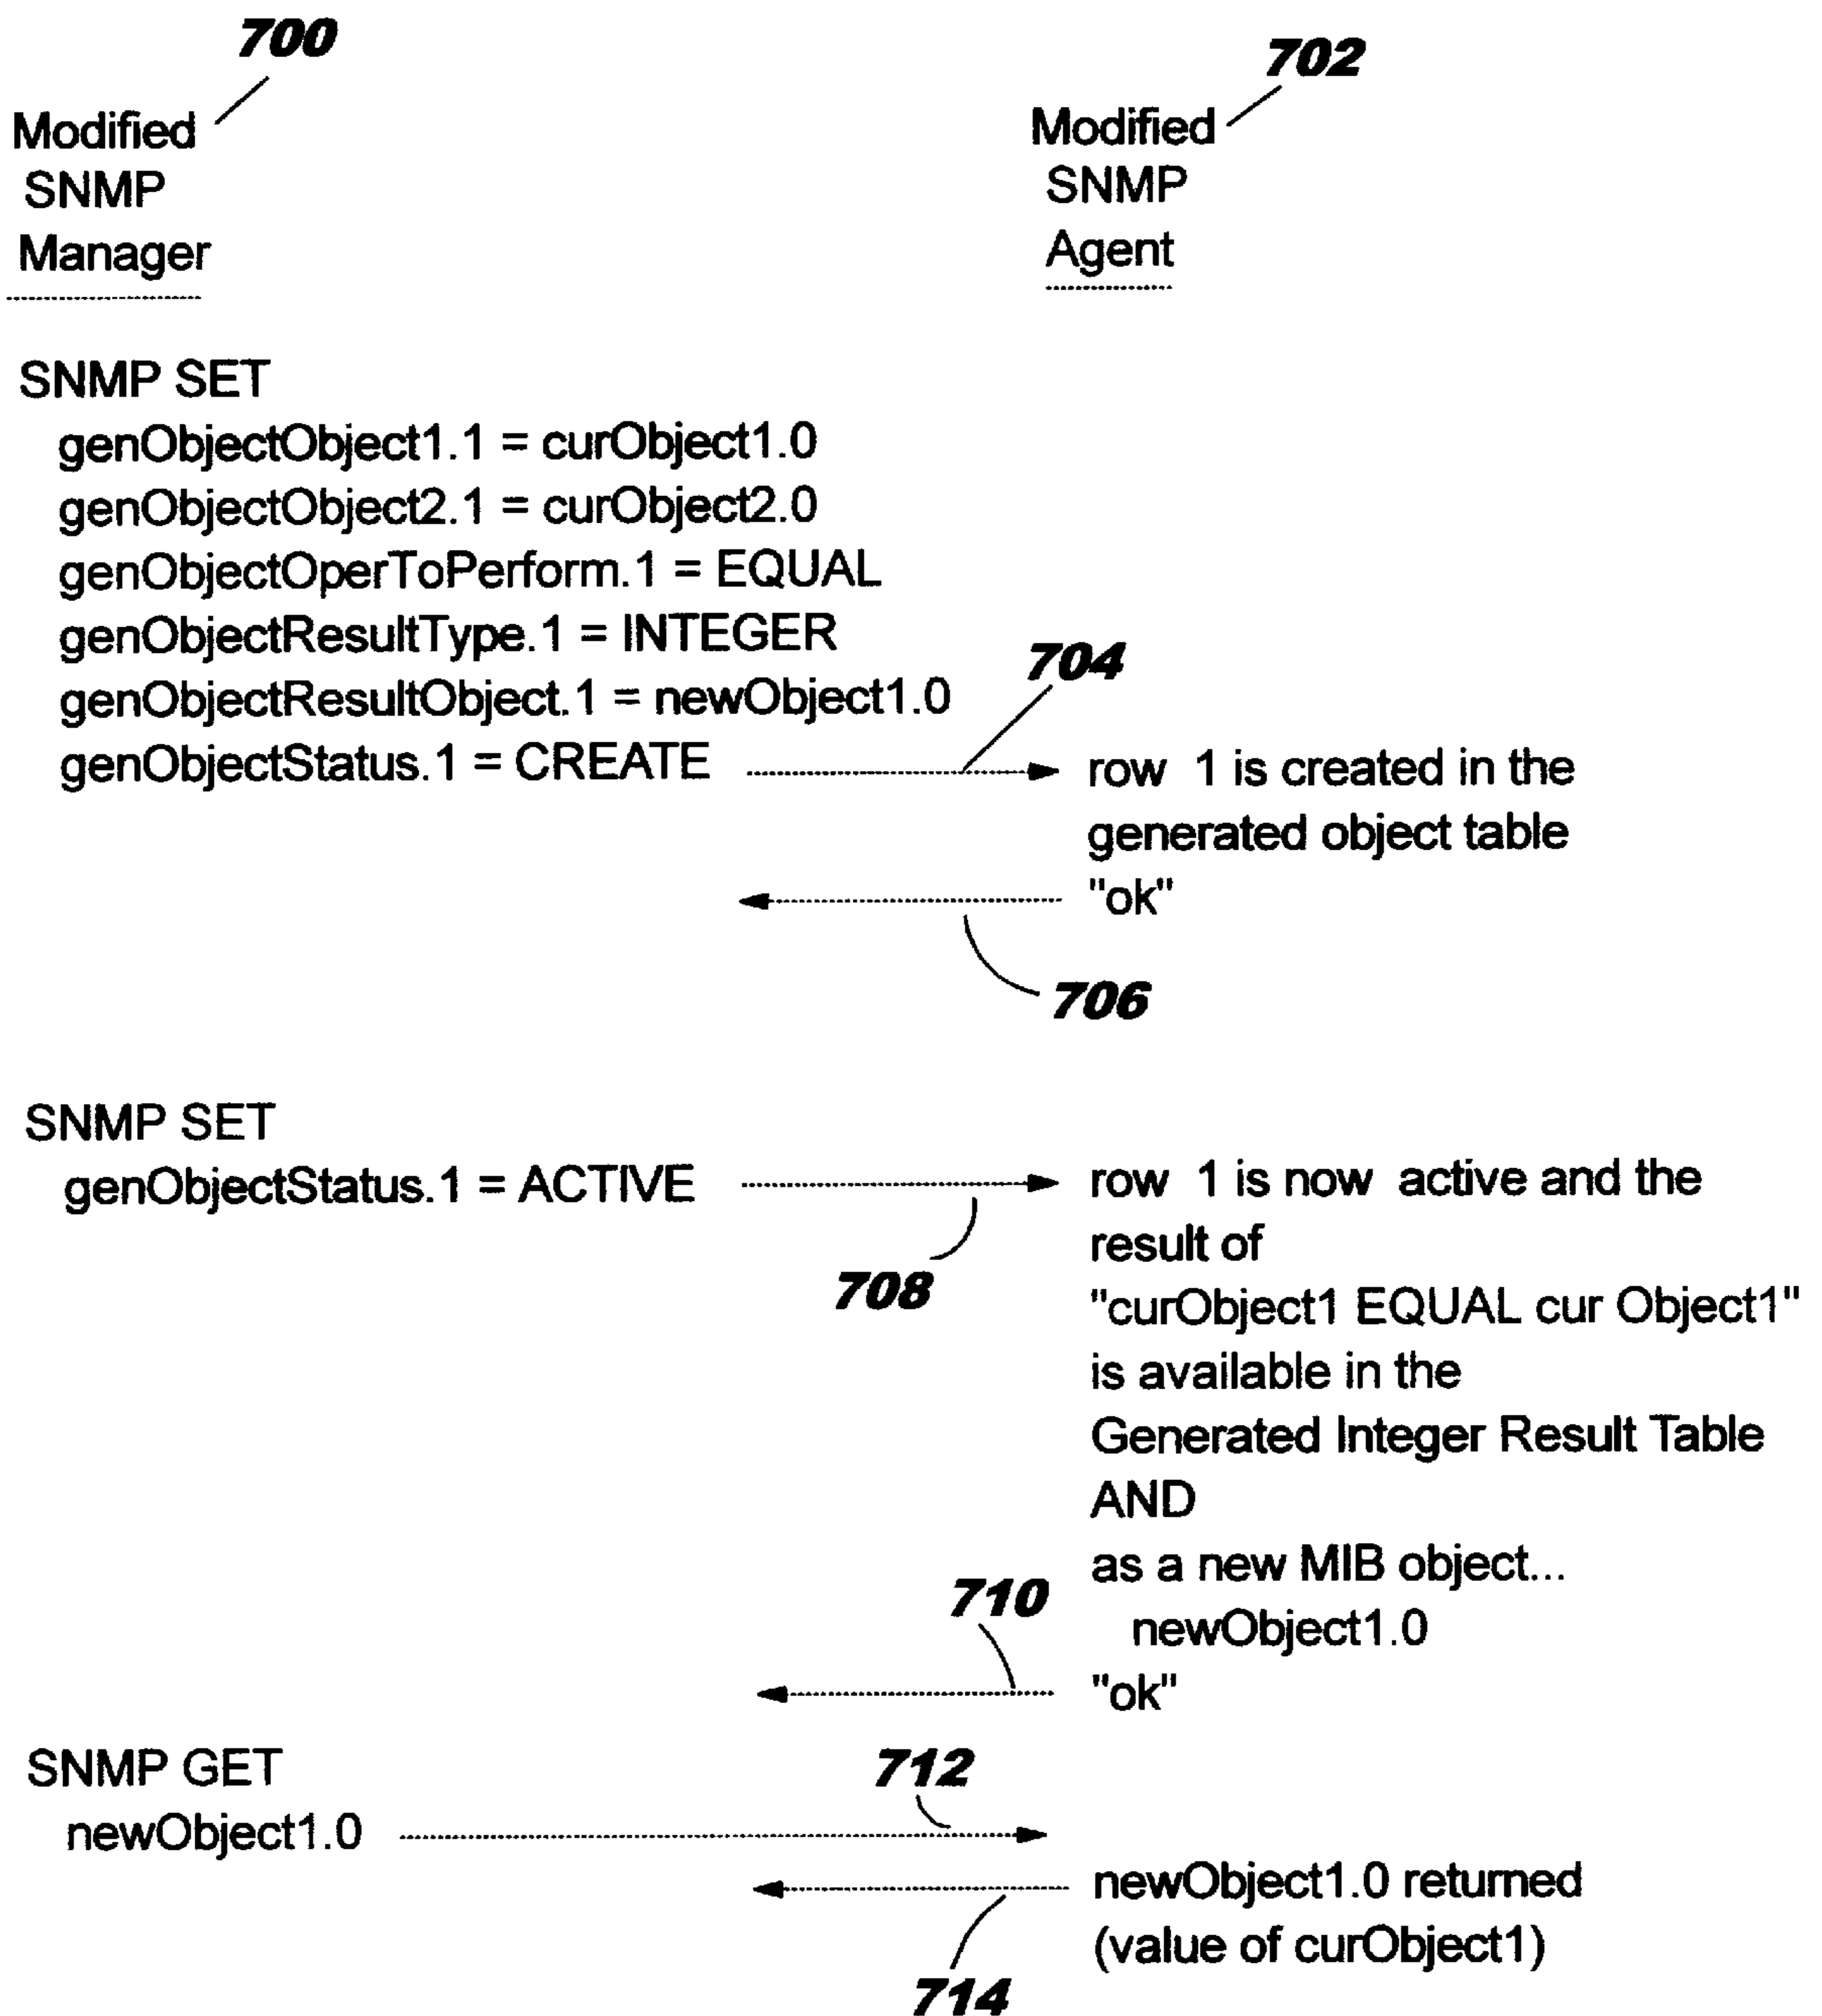 700
702
Modified
SNMP
Manager
Modified
SNMP
Agent
SNMP SET
genObjectObject1.1 = curObject1.0
genObjectObject2.1 = curObject2.0
genObjectOperToPerform.1 = EQUAL
genObjectResultType.1 = INTEGER
704
genObjectResultObject.1 = newObject1.0
genObjectStatus.1 = CREATE
row 1 is created in the
generated object table
"ok"
706
SNMP SET
genObjectStatus.1 = ACTIVE
708
row 1 is now active and the
result of
"curObject1 EQUAL cur Object1"
is available in the
Generated Integer Result Table
AND
as a new MIB object...
newObject1.0
710
"ok"
SNMP GET
712
newObject1.0
newObject1.0 returned
(value of curObject1)
714